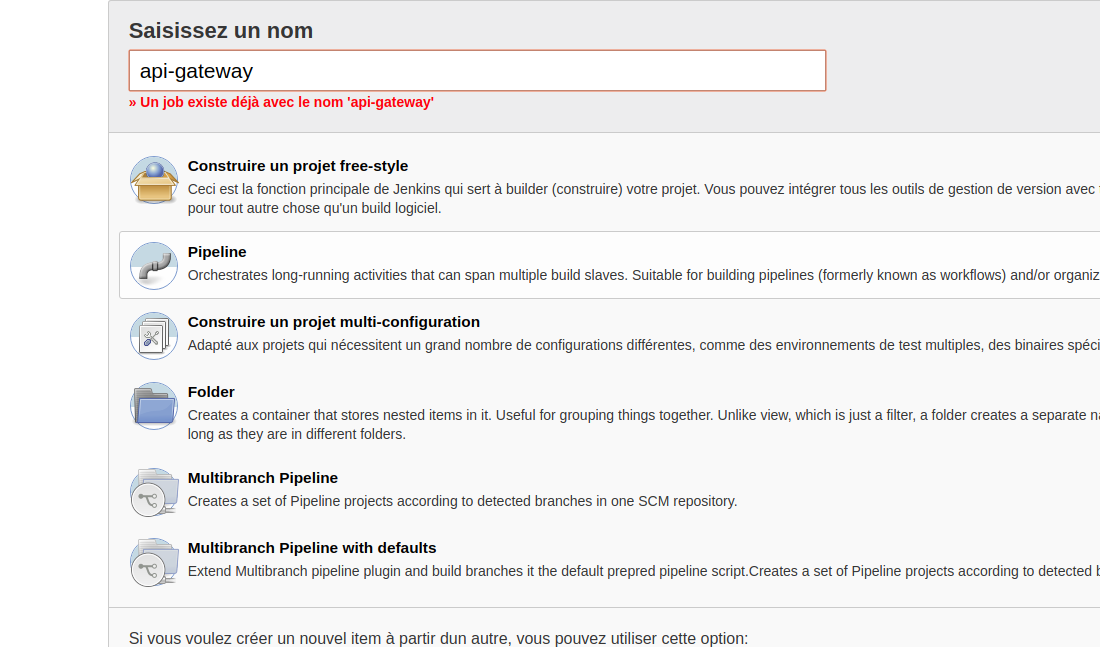 Saisissez un nom
api-gateway
» Un job existe déjà avec le nom 'api-gateway'
Construire un projet free-style
Ceci est la fonction principale de Jenkins qui sert à builder (construire) votre projet. Vous pouvez intégrer tous les outils de gestion de version avec
pour tout autre chose qu'un build logiciel.
Pipeline
Orchestrates long-running activities that can span multiple build slaves. Suitable for building pipelines (formerly known as workflows) and/or organiz
Construire un projet multi-configuration
Adapté aux projets qui nécessitent un grand nombre de configurations différentes, comme des environnements de test multiples, des binaires spéci
Folder
Creates a container that stores nested items in it. Useful for grouping things together. Unlike view, which is just a filter, a folder creates a separate na
long as they are in different folders.
Multibranch Pipeline
Creates a set of Pipeline projects according to detected branches in one SCM repository.
Multibranch Pipeline with defaults
Extend Multibranch pipeline plugin and build branches it the default prepred pipeline script.Creates a set of Pipeline projects according to detected b
Si vous voulez créer un nouvel item à partir dun autre, vous pouvez utiliser cette option: